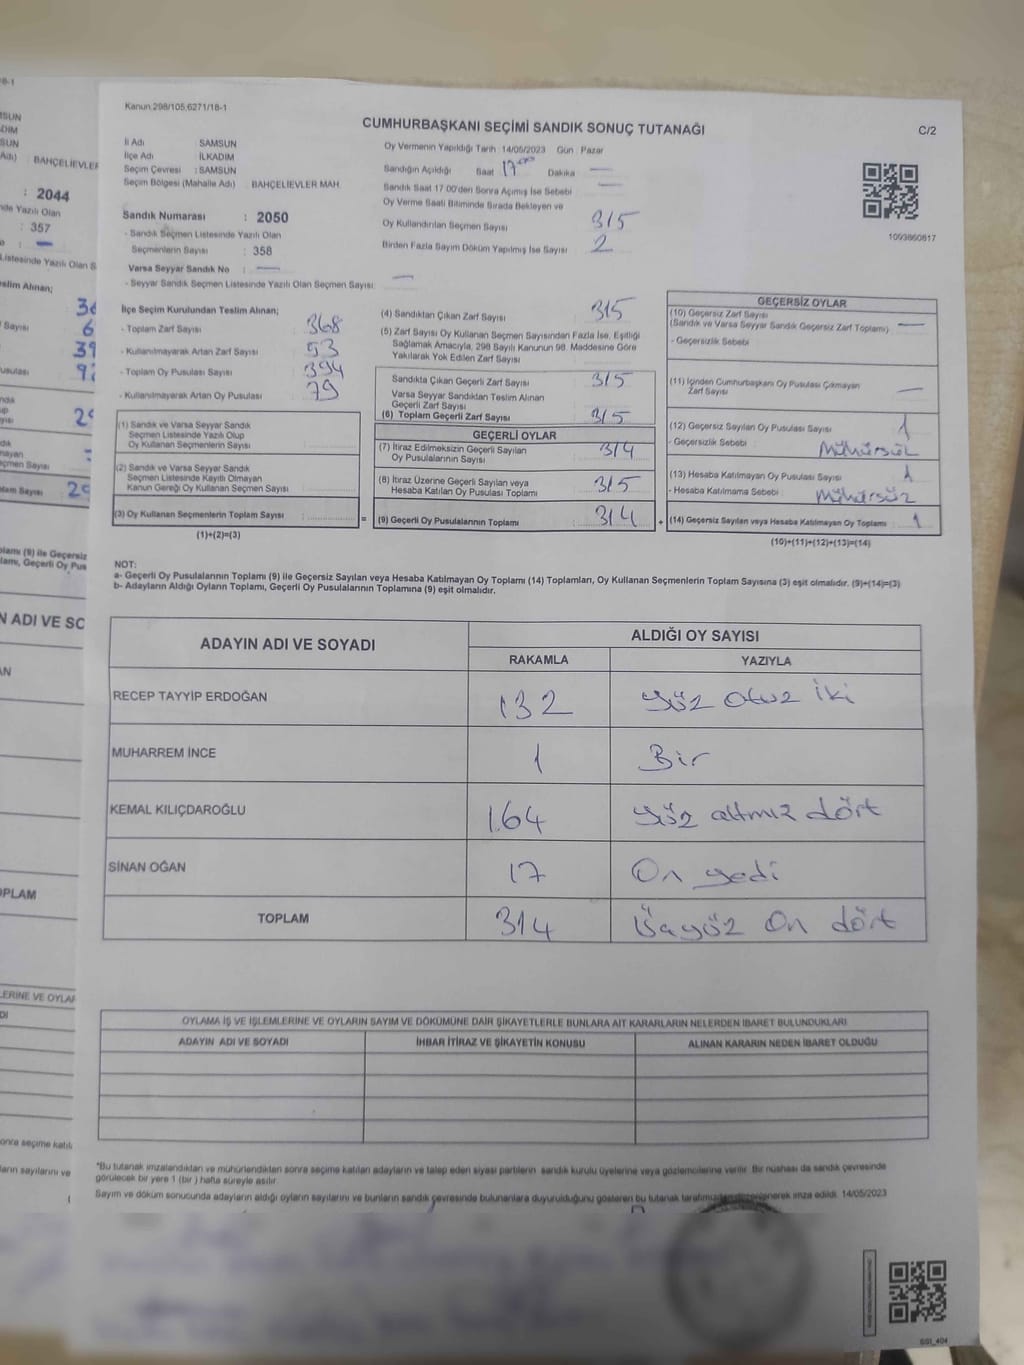 Kanun 298/105,6271/18-1
CUMHURBAŞKANI SEÇİMİ SANDIK SONUÇ TUTANAĞI
C/2
İl Adı SAMSUN
İlçe Adı İLKADIM
Seçim Çevresi : SAMSUN
Seçim Bölgesi (Mahalle Adı) : BAHÇELİEVLER MAH.
Oy Vermenin Yapıldığı Tarih : 14/05/2023 Gün : Pazar
Sandığın Açıldığı Saat 17 00 Dakika —
Sandık Saat 17.00'den Sonra Açılmış İse Sebebi —
Oy Verme Saati Bitiminde Sırada Bekleyen ve
Oy Kullandırılan Seçmen Sayısı 315
Birden Fazla Sayım Döküm Yapılmış İse Sayısı 2
1093860817
Sandık Numarası : 2050
- Sandık Seçmen Listesinde Yazılı Olan
Seçmenlerin Sayısı : 358
Varsa Seyyar Sandık No : —
- Seyyar Sandık Seçmen Listesinde Yazılı Olan Seçmen Sayısı: —
İlçe Seçim Kurulundan Teslim Alınan;
- Toplam Zarf Sayısı : 368
- Kullanılmayarak Artan Zarf Sayısı : 53
- Toplam Oy Pusulası Sayısı : 394
- Kullanılmayarak Artan Oy Pusulası : 79
(1) Sandık ve Varsa Seyyar Sandık
Seçmen Listesinde Yazılı Olup
Oy Kullanan Seçmenlerin Sayısı :
(2) Sandık ve Varsa Seyyar Sandık
Seçmen Listesinde Kayıtlı Olmayan
Kanun Gereği Oy Kullanan Seçmen Sayısı :
(3) Oy Kullanan Seçmenlerin Toplam Sayısı :
(1)+(2)=(3)
(4) Sandıktan Çıkan Zarf Sayısı : 315
(5) Zarf Sayısı Oy Kullanan Seçmen Sayısından Fazla İse, Eşitliği
Sağlamak Amacıyla, 298 Sayılı Kanunun 98. Maddesine Göre
Yakılarak Yok Edilen Zarf Sayısı
Sandıkta Çıkan Geçerli Zarf Sayısı : 315
Varsa Seyyar Sandıktan Teslim Alınan
Geçerli Zarf Sayısı
(6) Toplam Geçerli Zarf Sayısı : 315
GEÇERLİ OYLAR
(7) İtiraz Edilmeksizin Geçerli Sayılan
Oy Pusulalarının Sayısı : 314
(8) İtiraz Üzerine Geçerli Sayılan veya
Hesaba Katılan Oy Pusulası Toplamı : 315
(9) Geçerli Oy Pusulalarının Toplamı : 314
GEÇERSİZ OYLAR
(10) Geçersiz Zarf Sayısı
(Sandık ve Varsa Seyyar Sandık Geçersiz Zarf Toplamı) : —
- Geçersizlik Sebebi
(11) İçinden Cumhurbaşkanı Oy Pusulası Çıkmayan
Zarf Sayısı : —
(12) Geçersiz Sayılan Oy Pusulası Sayısı : 1
- Geçersizlik Sebebi : Mühürsüz
(13) Hesaba Katılmayan Oy Pusulası Sayısı : 1
- Hesaba Katılmama Sebebi : Mühürsüz
(14) Geçersiz Sayılan veya Hesaba Katılmayan Oy Toplamı : 1
(10)+(11)+(12)+(13)=(14)
NOT:
a- Geçerli Oy Pusulalarının Toplamı (9) ile Geçersiz Sayılan veya Hesaba Katılmayan Oy Toplamı (14) Toplamları, Oy Kullanan Seçmenlerin Toplam Sayısına (3) eşit olmalıdır. (9)+(14)=(3)
b- Adayların Aldığı Oyların Toplamı, Geçerli Oy Pusulalarının Toplamına (9) eşit olmalıdır.
ADAYIN ADI VE SOYADI ALDIĞI OY SAYISI
RAKAMLA YAZIYLA
RECEP TAYYİP ERDOĞAN 132 Yüz otuz iki
MUHARREM İNCE 1 Bir
KEMAL KILIÇDAROĞLU 164 Yüz altmız dört
SİNAN OĞAN 17 On yedi
TOPLAM 314 Üçyüz On dört
OYLAMA İŞ VE İŞLEMLERİNE VE OYLARIN SAYIM VE DÖKÜMÜNE DAİR ŞİKAYETLERLE BUNLARA AİT KARARLARIN NELERDEN İBARET BULUNDUKLARI
ADAYIN ADI VE SOYADI İHBAR İTİRAZ VE ŞİKAYETİN KONUSU ALINAN KARARIN NEDEN İBARET OLDUĞU
*Bu tutanak imzalandıktan ve mühürlendikten sonra seçime katılan adayların ve talep eden siyasi partilerin sandık kurulu üyelerine veya gözlemcilerine verilir. Bir nüshası da sandık çevresinde
görülecek bir yere 1 (bir ) hafta süreyle asılır.
Sayım ve döküm sonucunda adayların aldığı oyların sayılarını ve bunların sandık çevresinde bulunanlara duyurulduğunu gösteren bu tutanak imza edildi. 14/05/2023
BAHÇELİEVLER
: 2044
: 357